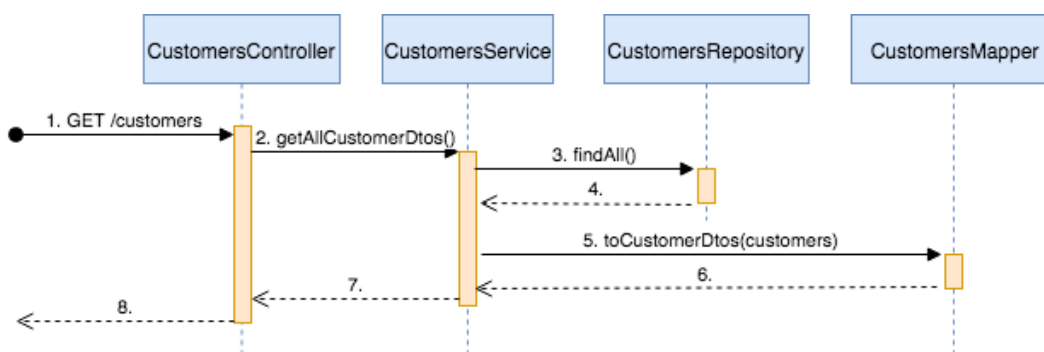 CustomersController
CustomersService
CustomersRepository
CustomersMapper
1. GET /customers
2. getAllCustomerDtos()
3. findAll()
4.
5. toCustomerDtos(customers)
6.
7.
8.